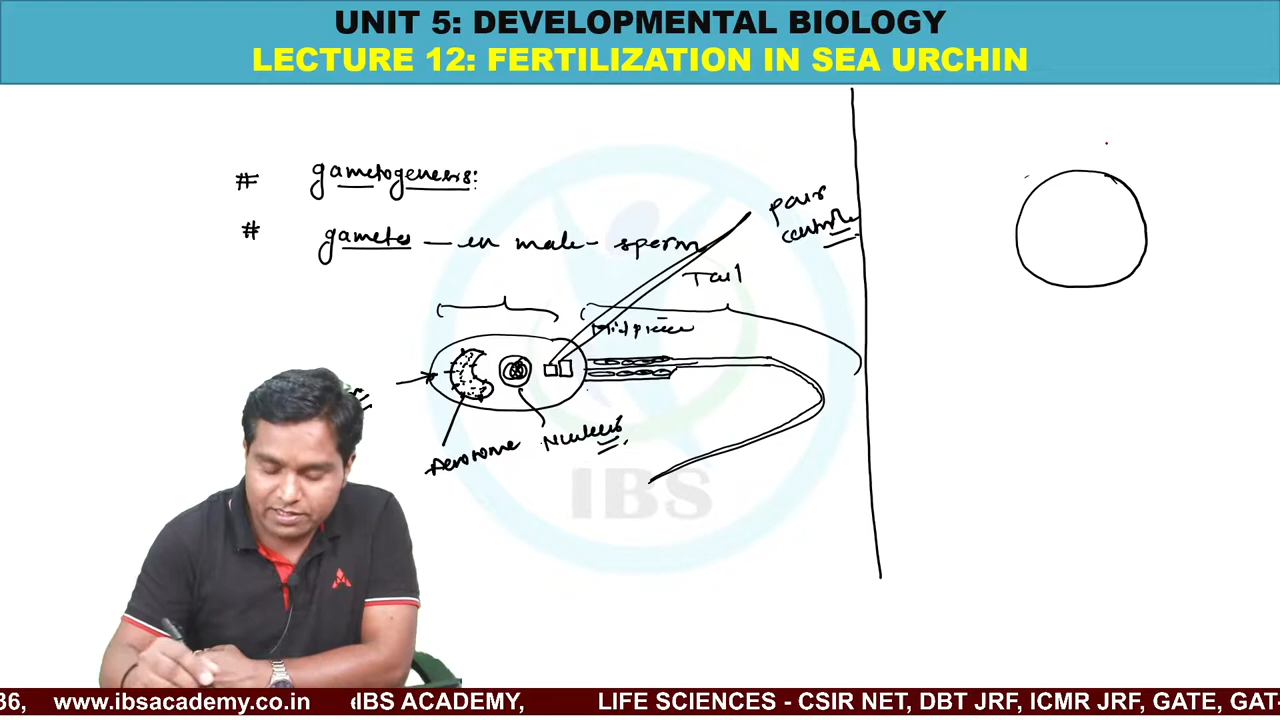 UNIT 5: DEVELOPMENTAL BIOLOGY
LECTURE 12: FERTILIZATION IN SEA URCHIN
# gametogenesis:
# gametes — in male - sperm
pair
centriole
Tail
Midpiece
Acrosome
Nucleus
IBS
36, www.ibsacademy.co.in IBS ACADEMY, LIFE SCIENCES - CSIR NET, DBT JRF, ICMR JRF, GATE, GAT